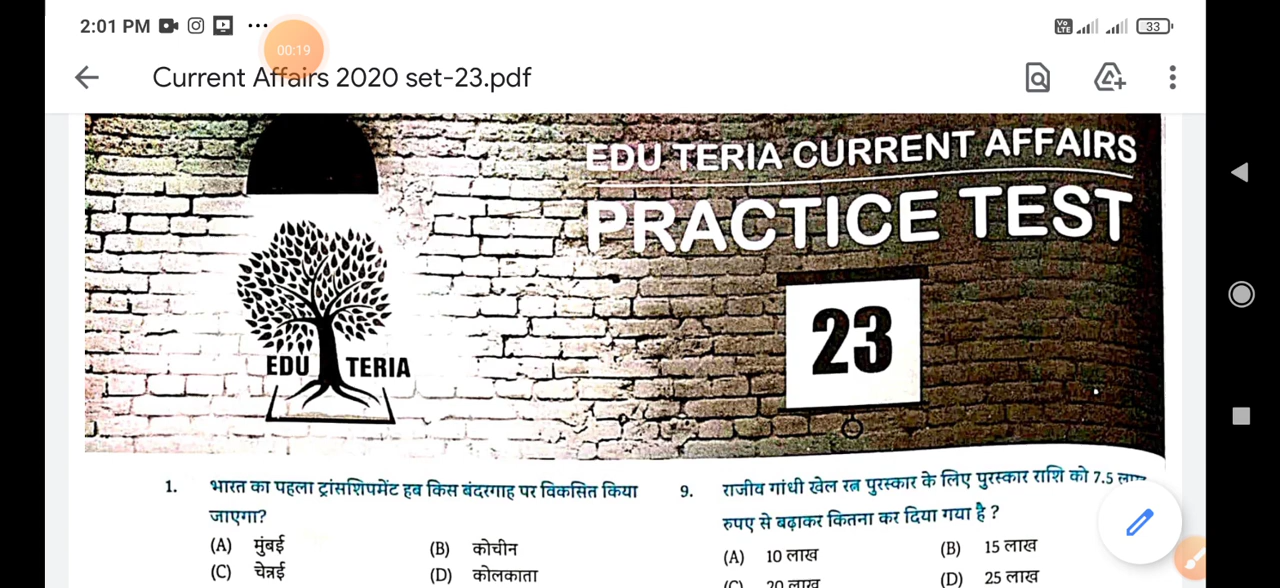 2:01 PM
00:19
33
Current Affairs 2020 set-23.pdf
EDU TERIA CURRENT AFFAIRS
PRACTICE TEST
23
EDU TERIA
1. भारत का पहला ट्रांसशिपमेंट हब किस बंदरगाह पर विकसित किया
जाएगा?
(A) मुंबई (B) कोचीन
(C) चेन्नई (D) कोलकाता
9. राजीव गांधी खेल रत्न पुरस्कार के लिए पुरस्कार राशि को 7.5
रुपए से बढ़ाकर कितना कर दिया गया है ?
(A) 10 लाख (B) 15 लाख
(C) 20 लाख (D) 25 लाख